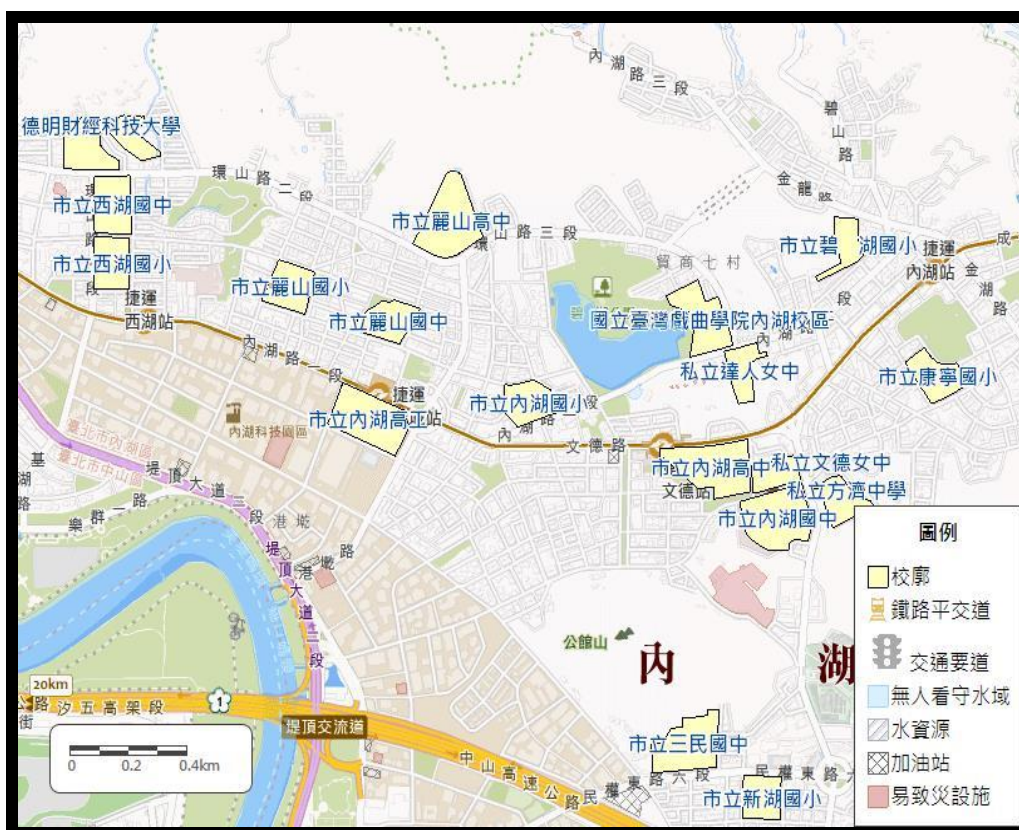 內湖路三段
碧山路
德明財經科技大學
環山路二段
金龍路
市立西湖國中
市立麗山高中
環山路三段
市立碧湖國小
成
捷運
內湖站
貿商七村
市立西湖國小
市立麗山國小
金湖路
捷運
西湖站
市立麗山國中
國立臺灣戲曲學院內湖校區
內湖路一段
私立達人女中
市立康寧國小
捷運
市立內湖高工
市立內湖國小
內湖科技園區
文德路
臺北市內湖區
臺北市中山區
市立內湖高中
私立文德女中
文德站
私立方濟中學
市立內湖國中
基湖路
樂群一路
堤頂大道二段
港墘
港墘路
堤頂大道二段
公館山
內湖
20km
公路
汐五高架段
1
街
堤頂交流道
中山高速公路
市立三民國中
民權東路六段
民權東路六
市立新湖國小
0 0.2 0.4km
圖例
校廓
鐵路平交道
交通要道
無人看守水域
水資源
加油站
易致災設施